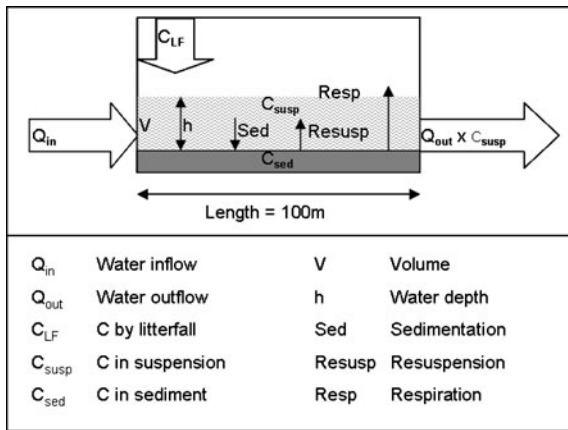 C_LF
Resp
C_susp
V h Sed Resusp
Q_in
Q_out x C_susp
C_sed
Length = 100m
Q_in Water inflow V Volume
Q_out Water outflow h Water depth
C_LF C by litterfall Sed Sedimentation
C_susp C in suspension Resusp Resuspension
C_sed C in sediment Resp Respiration